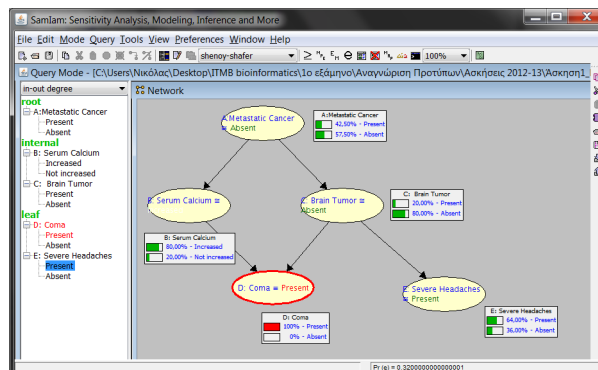 SamIam: Sensitivity Analysis, Modeling, Inference and More
File Edit Mode Query Tools View Preferences Window Help
shenoy-shafer
100%
Query Mode - [C:\Users\Νικόλας\Desktop\ITMB bioinformatics\1ο εξάμηνο\Αναγνώριση Προτύπων\Ασκήσεις 2012-13\Άσκηση1_
in-out degree
Network
root
A:Metastatic Cancer
Present
Absent
internal
B: Serum Calcium
Increased
Not increased
C: Brain Tumor
Present
Absent
leaf
D: Coma
Present
Absent
E: Severe Headaches
Present
Absent
A:Metastatic Cancer
= Absent
A:Metastatic Cancer
42,50% - Present
57,50% - Absent
B: Serum Calcium =
C: Brain Tumor =
Absent
C: Brain Tumor
20,00% - Present
80,00% - Absent
B: Serum Calcium
80,00% - Increased
20,00% - Not increased
D: Coma = Present
D: Coma
100% - Present
0% - Absent
E: Severe Headaches
= Present
E: Severe Headaches
64,00% - Present
36,00% - Absent
Pr (e) = 0.3200000000000001